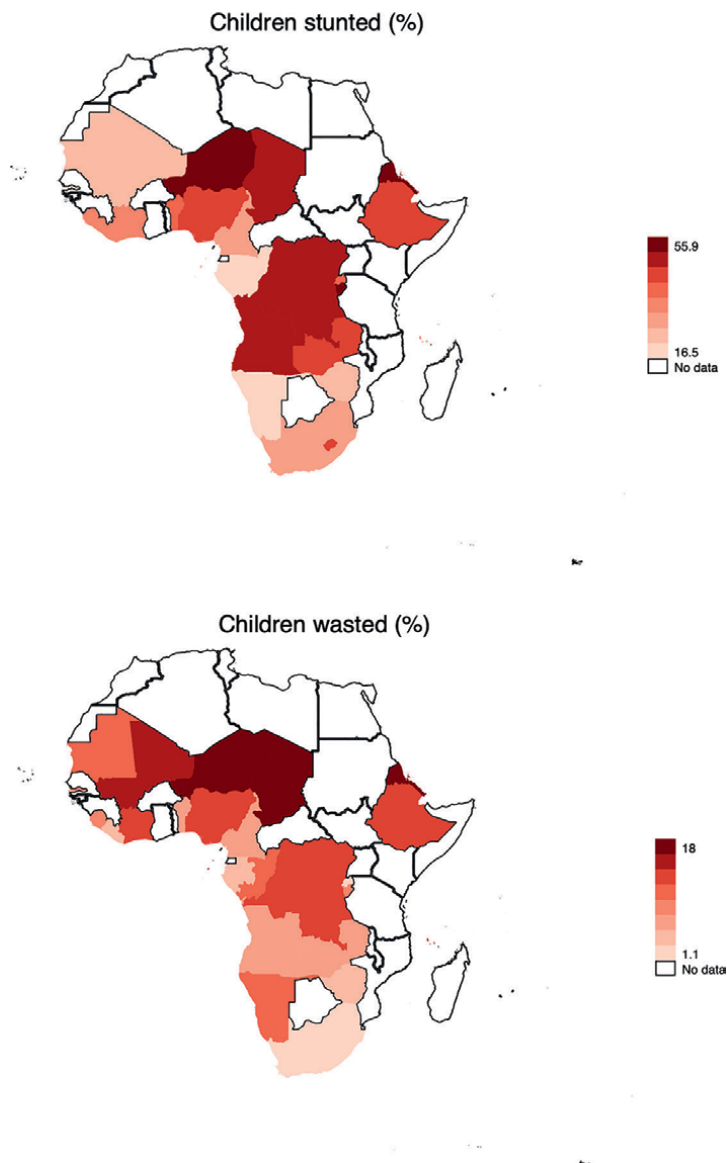 Children stunted (%)
55.9
16.5
No data
Children wasted (%)
18
1.1
No data